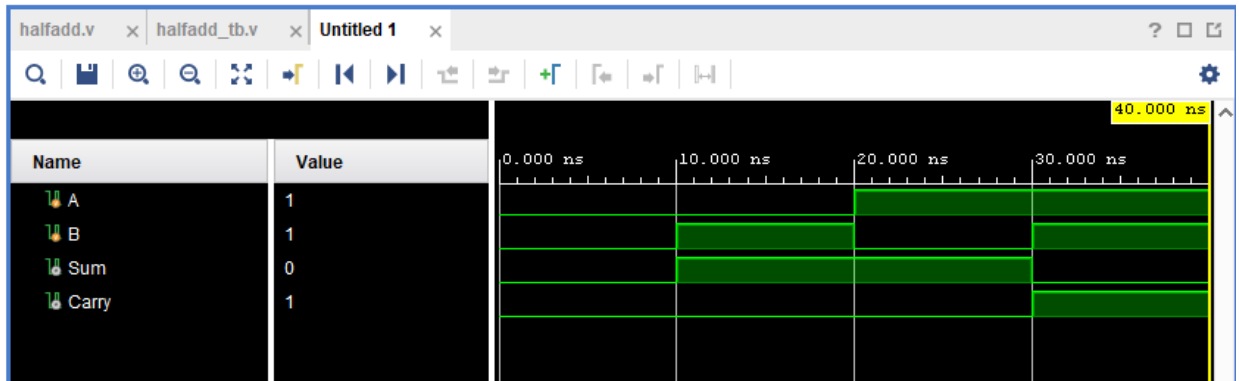 halfadd.v × halfadd_tb.v × Untitled 1 × ?
40.000 ns
Name Value 0.000 ns 10.000 ns 20.000 ns 30.000 ns
A 1
B 1
Sum 0
Carry 1